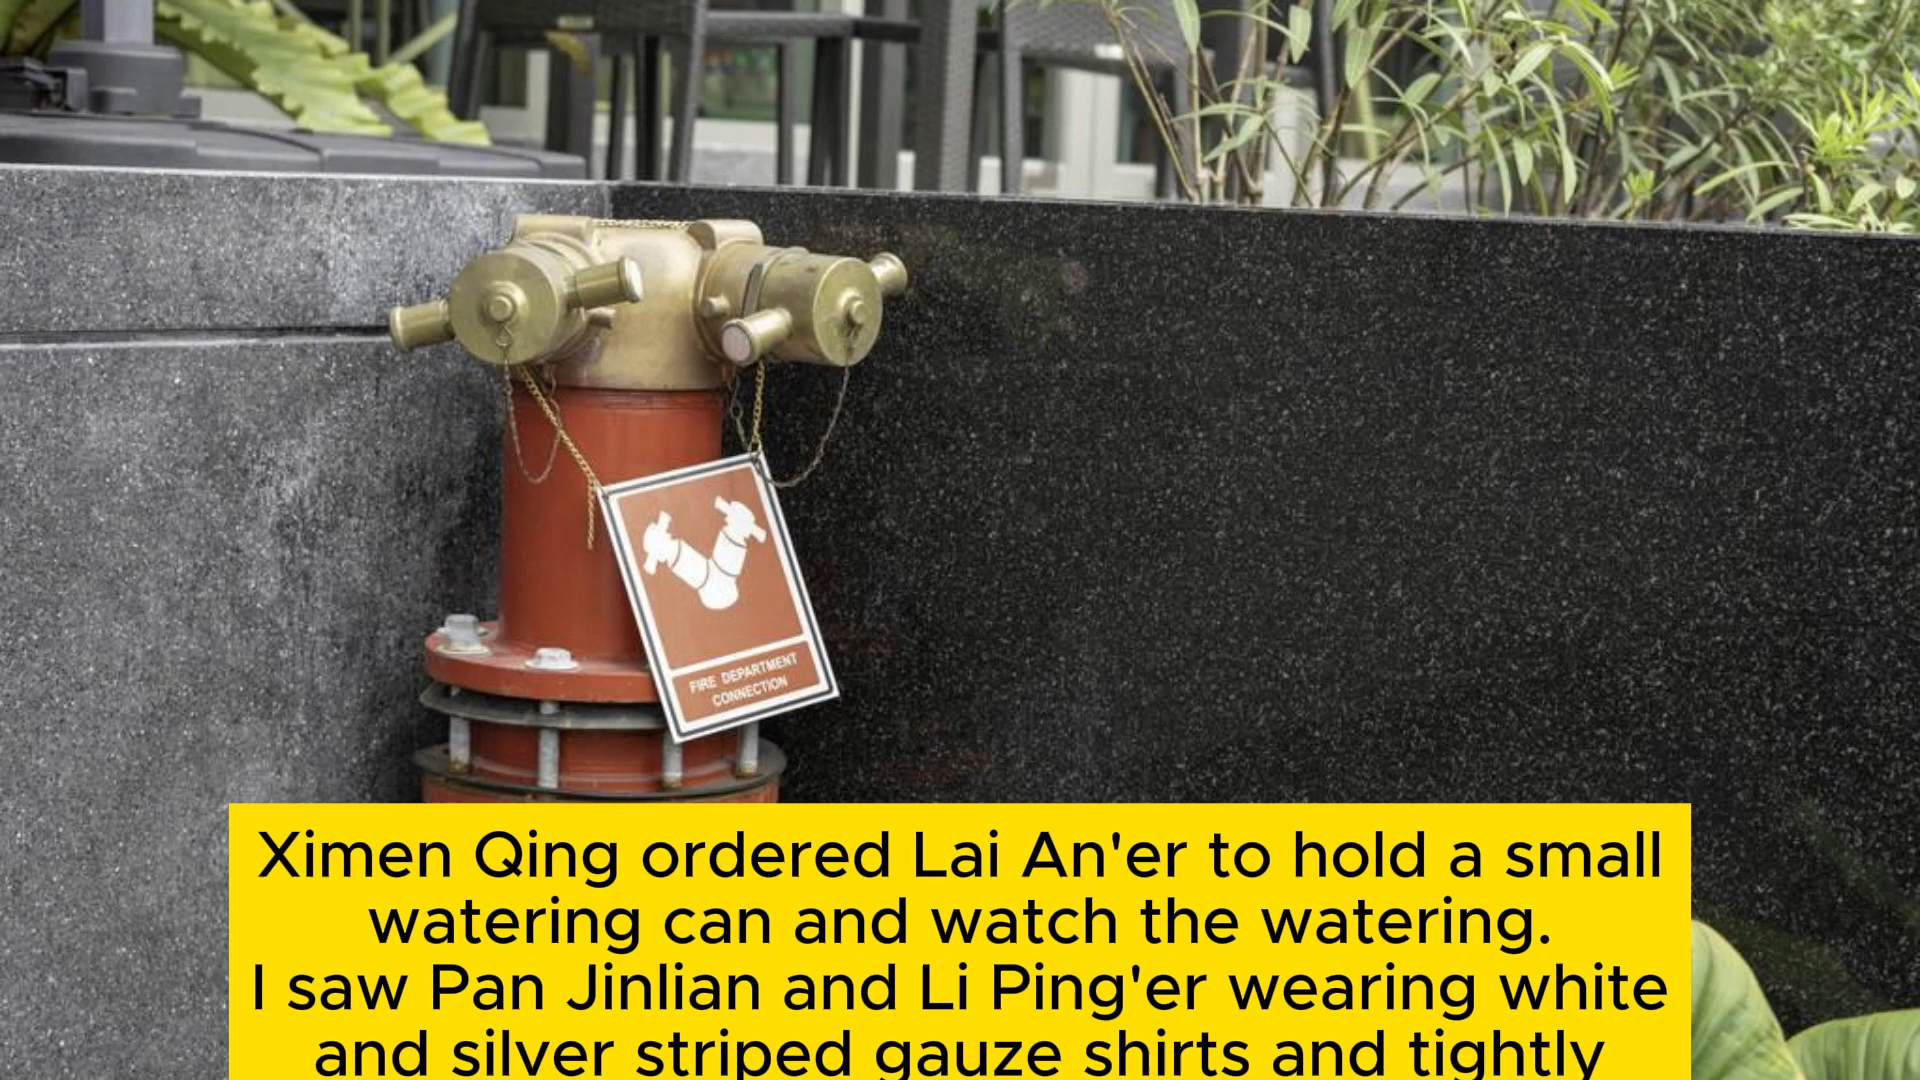 FIRE DEPARTMENT
CONNECTION
Ximen Qing ordered Lai An'er to hold a small
watering can and watch the watering.
I saw Pan Jinlian and Li Ping'er wearing white
and silver striped gauze shirts and tightly